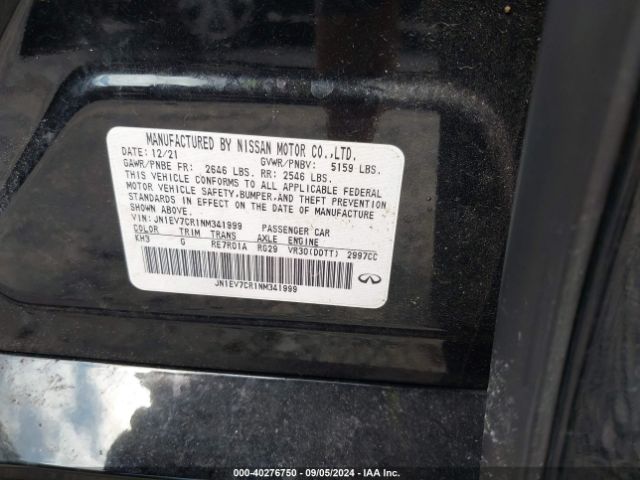 MANUFACTURED BY NISSAN MOTOR CO.,LTD.
DATE: 12/21 GVWR/PNBV: 5159 LBS.
GAWR/PNBE FR: 2646 LBS. RR: 2546 LBS.
THIS VEHICLE CONFORMS TO ALL APPLICABLE FEDERAL
MOTOR VEHICLE SAFETY,BUMPER,AND THEFT PREVENTION
STANDARDS IN EFFECT ON THE DATE OF MANUFACTURE
SHOWN ABOVE.
VIN: JN1EV7CR1NM341999 PASSENGER CAR
COLOR TRIM TRANS AXLE ENGINE
KH3 G RE7R01A RG29 VR30(DDTT) 2997CC
JN1EV7CR1NM341999
000-40276750 - 09/05/2024 - IAA